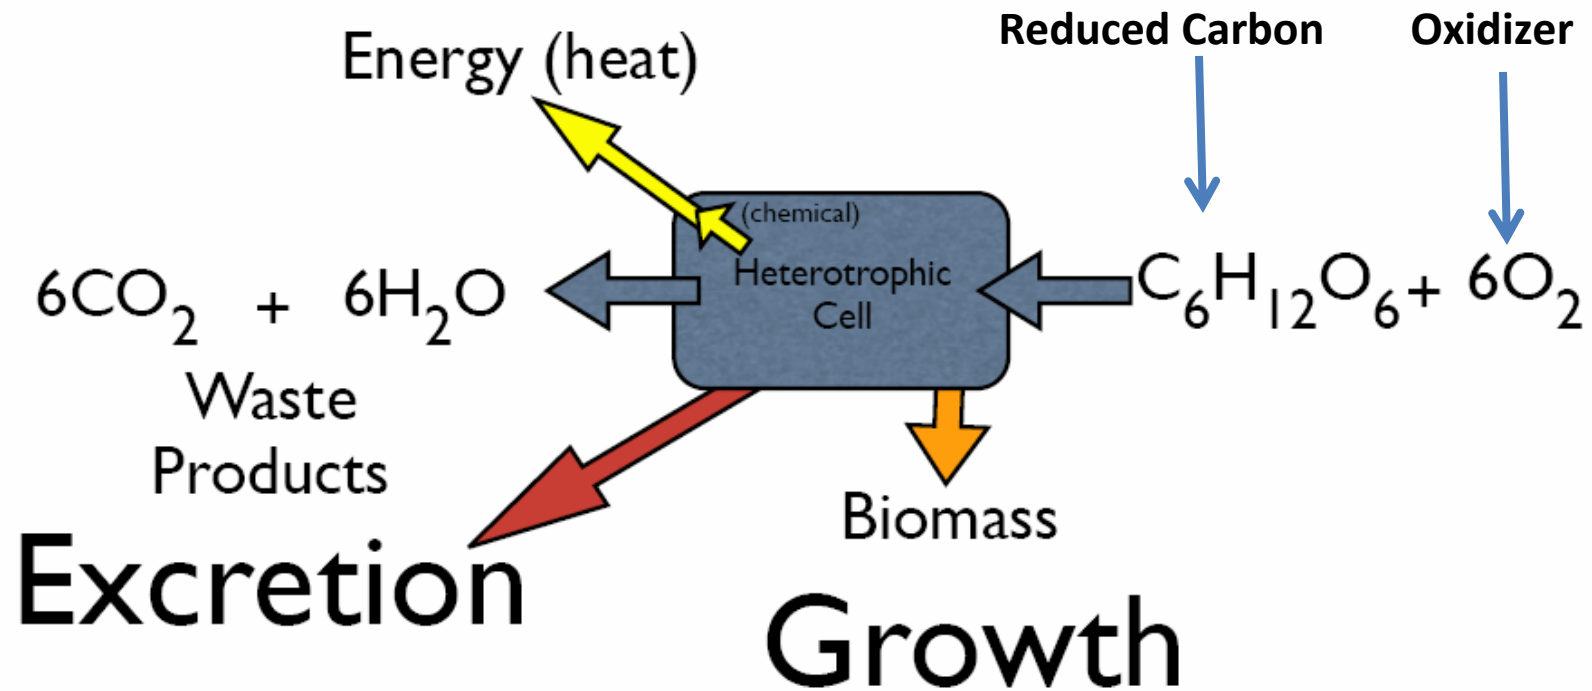 Reduced Carbon
Oxidizer
Energy (heat)
(chemical)
Heterotrophic
Cell
6CO₂ + 6H₂O
C₆H₁₂O₆+ 6O₂
Waste
Products
Excretion
Biomass
Growth